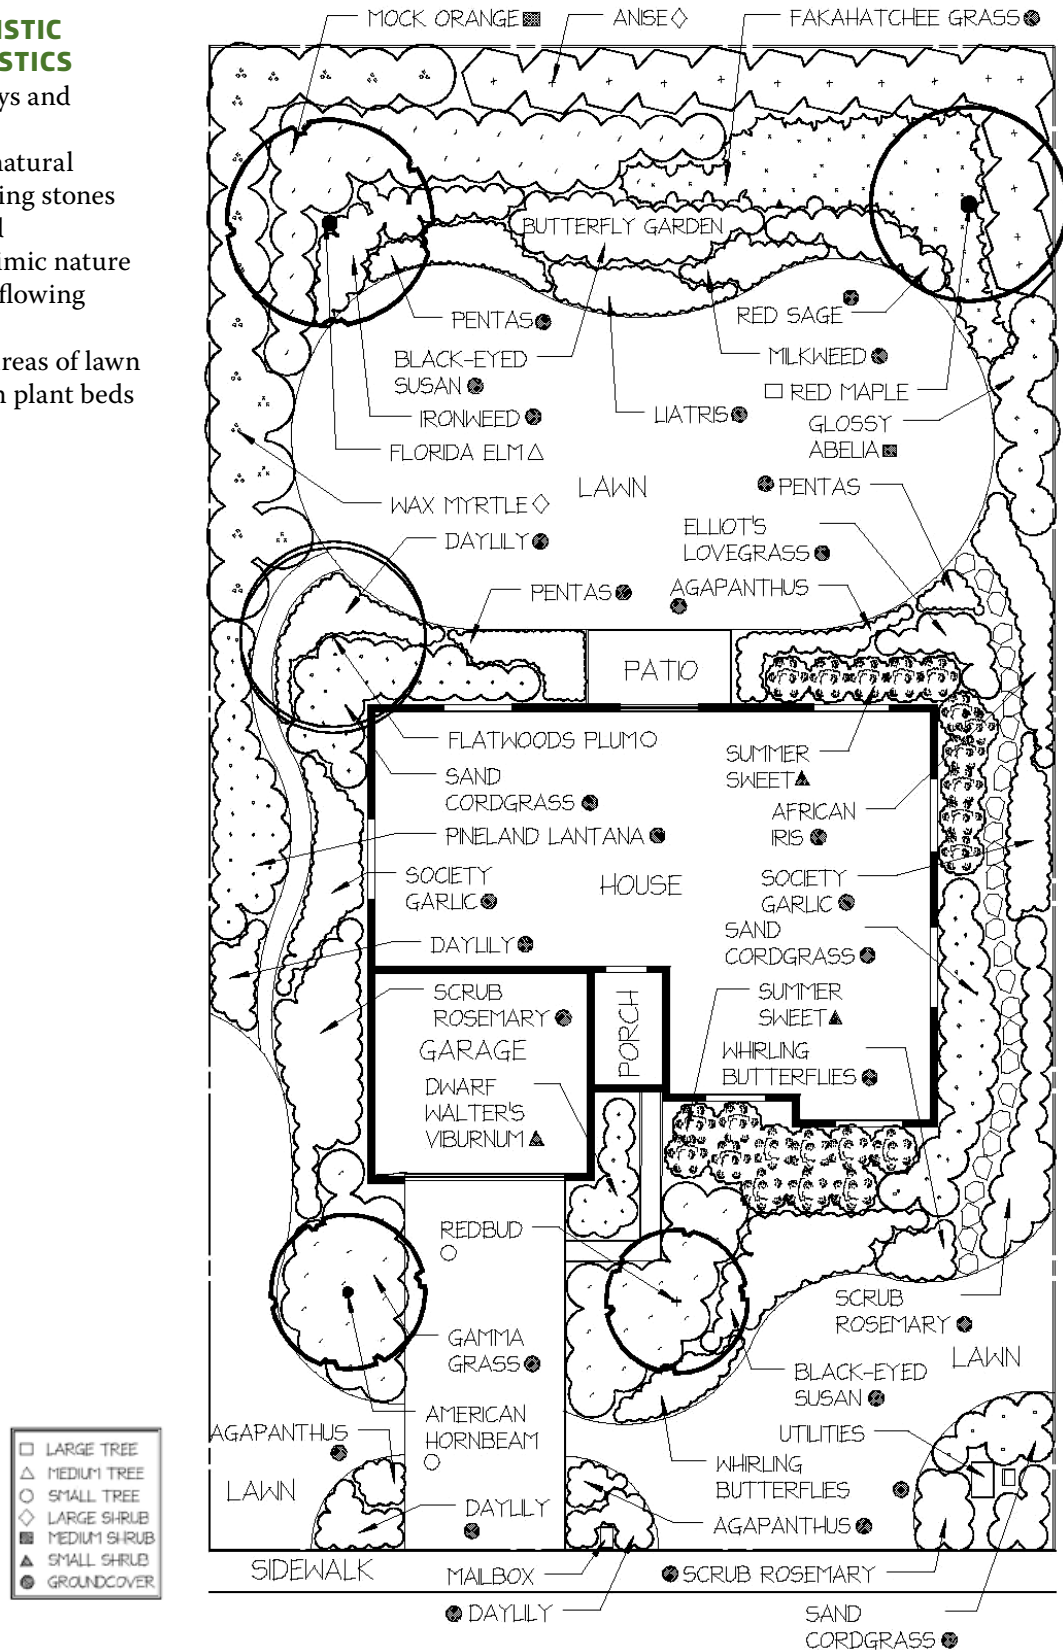 ISTIC
STICS
ys and
natural
ing stones
l
imic nature
flowing
reas of lawn
n plant beds
MOCK ORANGE
ANISE
FAKAHATCHEE GRASS
BUTTERFLY GARDEN
PENTAS
RED SAGE
BLACK-EYED
SUSAN
MILKWEED
RED MAPLE
IRONWEED
LIATRIS
GLOSSY
ABELIA
FLORIDA ELM
LAWN
PENTAS
WAX MYRTLE
ELLIOT'S
LOVEGRASS
DAYLILY
PENTAS
AGAPANTHUS
PATIO
FLATWOODS PLUM
SUMMER
SWEET
SAND
CORDGRASS
AFRICAN
IRIS
PINELAND LANTANA
SOCIETY
GARLIC
HOUSE
SOCIETY
GARLIC
DAYLILY
SAND
CORDGRASS
SCRUB
ROSEMARY
SUMMER
SWEET
PORCH
GARAGE
WHIRLING
BUTTERFLIES
DWARF
WALTER'S
VIBURNUM
REDBUD
SCRUB
ROSEMARY
GAMMA
GRASS
LAWN
BLACK-EYED
SUSAN
AMERICAN
HORNBEAM
AGAPANTHUS
UTILITIES
WHIRLING
BUTTERFLIES
LAWN
DAYLILY
AGAPANTHUS
SIDEWALK
MAILBOX
SCRUB ROSEMARY
DAYLILY
SAND
CORDGRASS
LARGE TREE
MEDIUM TREE
SMALL TREE
LARGE SHRUB
MEDIUM SHRUB
SMALL SHRUB
GROUNDCOVER